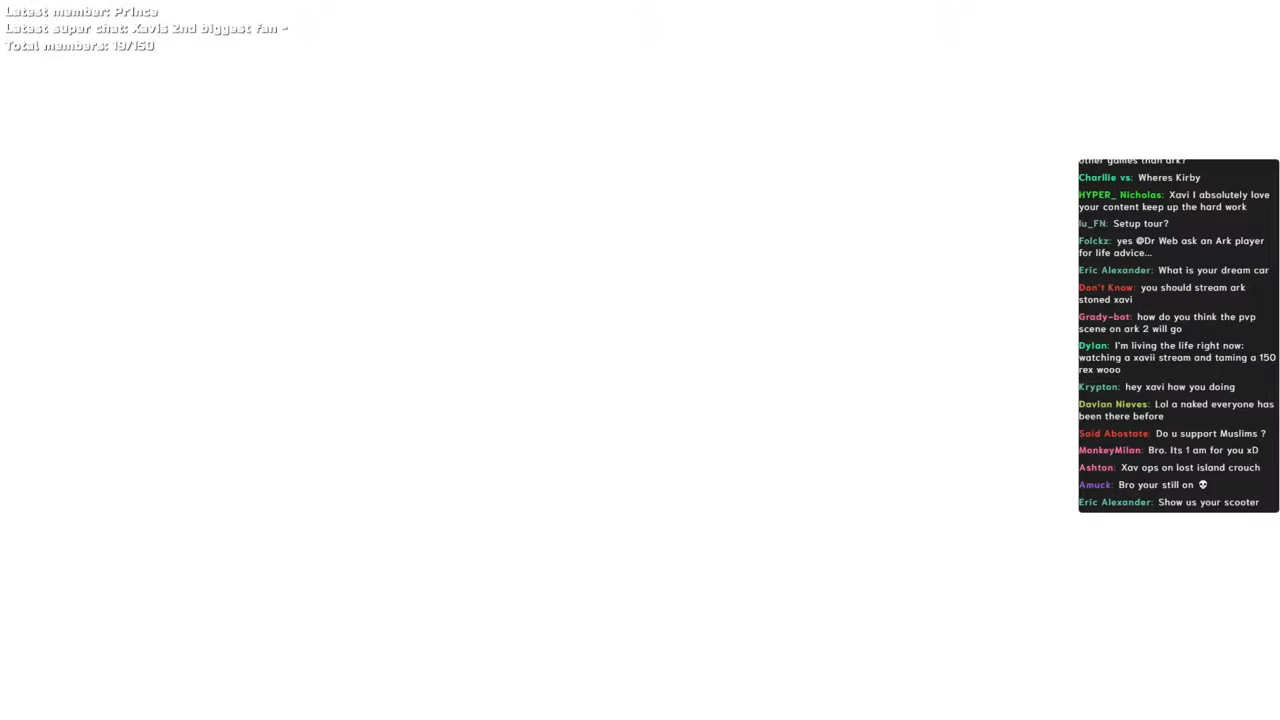 Latest member: Pr1nce
Latest super chat: Xavis 2nd biggest fan -
Total members: 19/150
other games than ark?
Charllie vs: Wheres Kirby
HYPER_ Nicholas: Xavi I absolutely love
your content keep up the hard work
lu_FN: Setup tour?
Folckz: yes @Dr Web ask an Ark player
for life advice...
Eric Alexander: What is your dream car
Don't Know: you should stream ark
stoned xavi
Grady-bot: how do you think the pvp
scene on ark 2 will go
Dylan: I'm living the life right now:
watching a xavii stream and taming a 150
rex wooo
Krypton: hey xavi how you doing
Davian Nieves: Lol a naked everyone has
been there before
Said Abostate: Do u support Muslims ?
MonkeyMilan: Bro. Its 1 am for you xD
Ashton: Xav ops on lost island crouch
Amuck: Bro your still on 💀
Eric Alexander: Show us your scooter